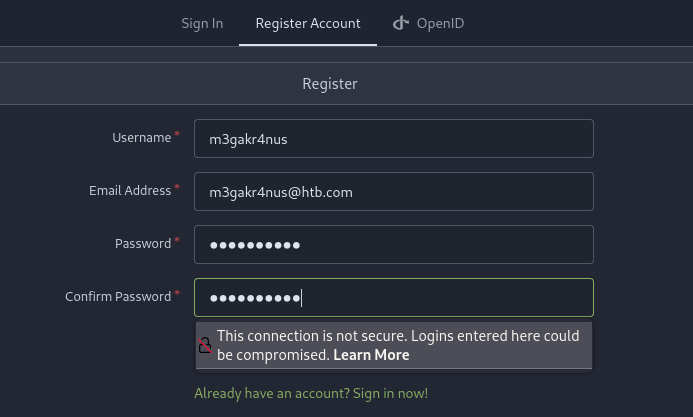 Sign In Register Account OpenID
Register
Username *
m3gakr4nus
Email Address *
m3gakr4nus@htb.com
Password *
●●●●●●●●●●
Confirm Password *
●●●●●●●●●●
This connection is not secure. Logins entered here could
be compromised. Learn More
Already have an account? Sign in now!